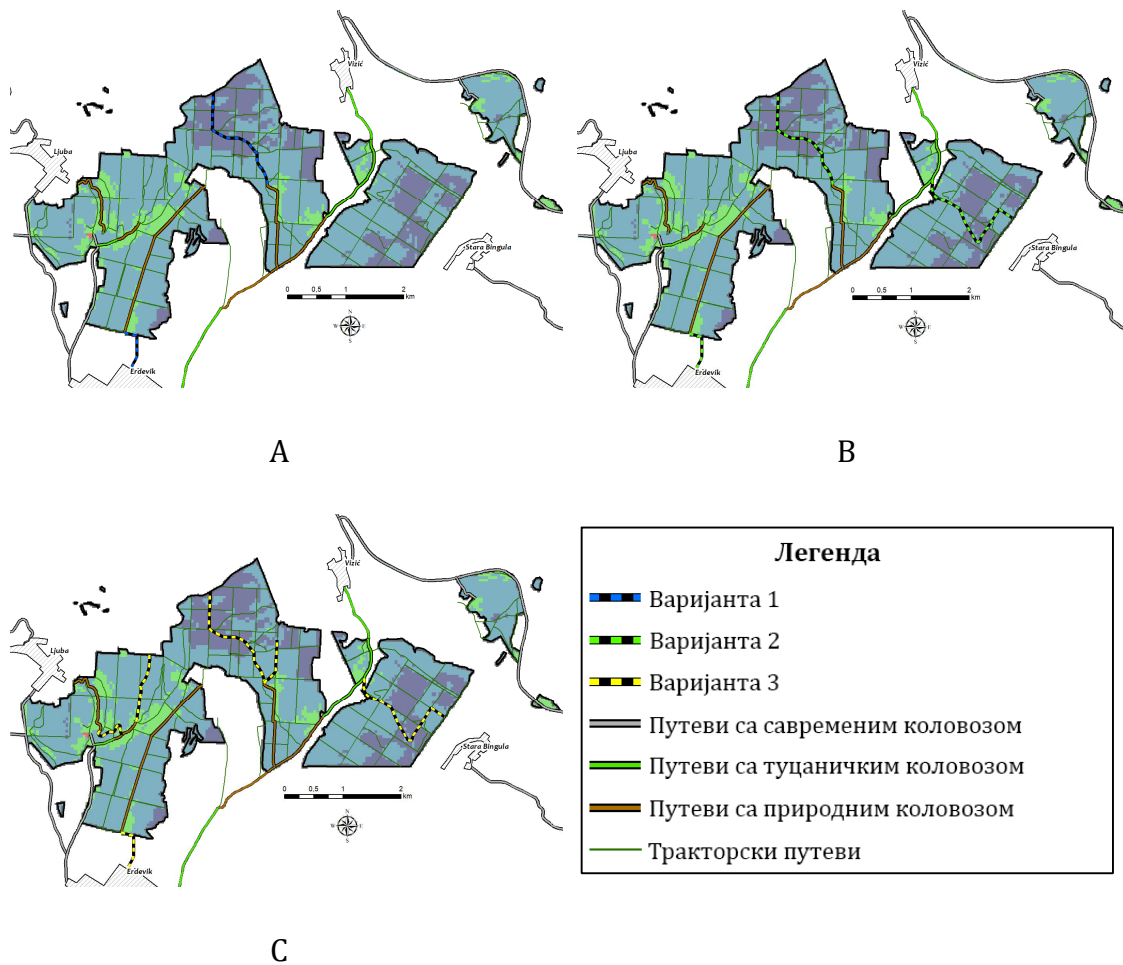 Vizić
Ljuba
Stara Bingula
0 0,5 1 2
km
N
W E
S
Erdevik
A
Vizić
Ljuba
Stara Bingula
0 0,5 1 2
km
N
W E
S
Erdevik
B
Vizić
Ljuba
Stara Bingula
0 0,5 1 2
km
N
W E
S
Erdevik
C
Легенда
Варијанта 1
Варијанта 2
Варијанта 3
Путеви са савременим коловозом
Путеви са туцаничким коловозом
Путеви са природним коловозом
Тракторски путеви